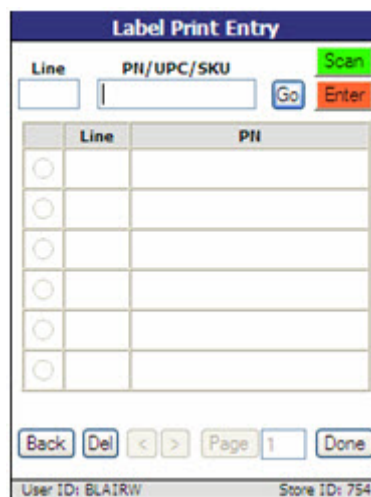 Label Print Entry
Line PN/UPC/SKU Scan
Go Enter
Line PN
Back Del < > Page 1 Done
User ID: BLAIRW Store ID: 754